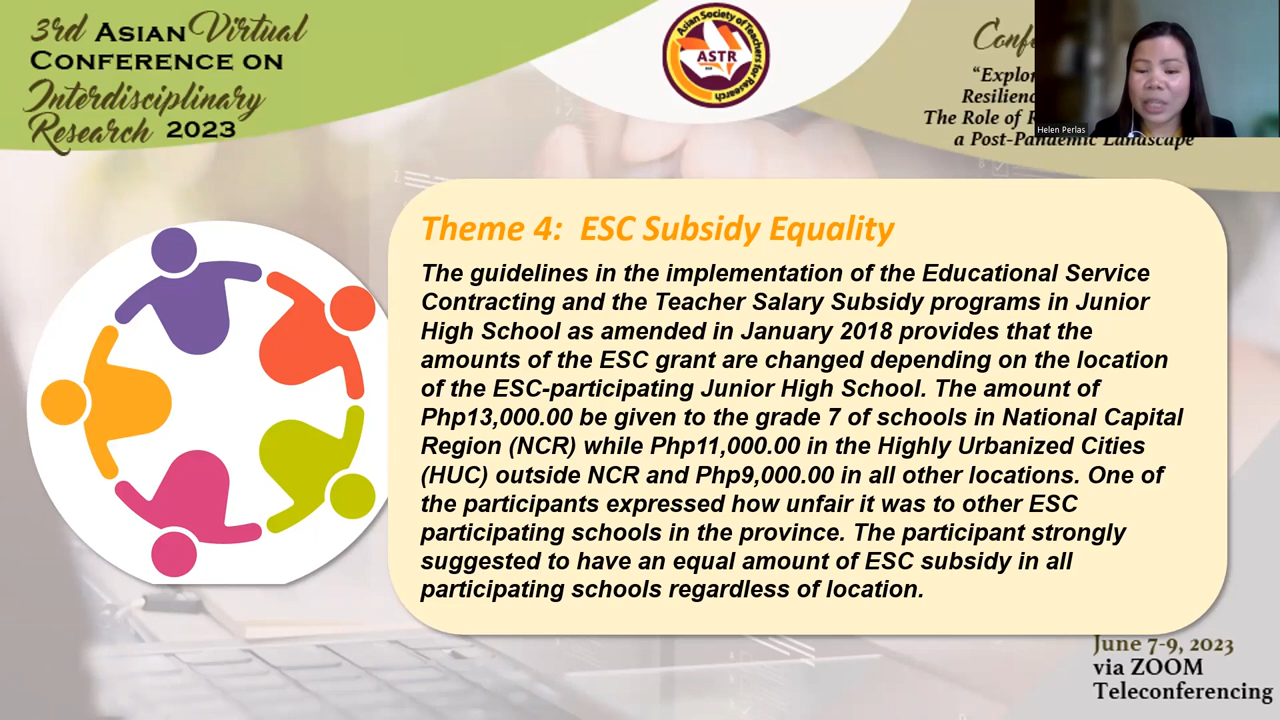 3rd ASIAN Virtual
CONFERENCE ON
Interdisciplinary
Research 2023
Asian Society of Teachers for Research
ASTR
"Explor
Resilienc
The Role of R
a Post-Pandemic Landscape
Helen Perlas
Theme 4: ESC Subsidy Equality
The guidelines in the implementation of the Educational Service
Contracting and the Teacher Salary Subsidy programs in Junior
High School as amended in January 2018 provides that the
amounts of the ESC grant are changed depending on the location
of the ESC-participating Junior High School. The amount of
Php13,000.00 be given to the grade 7 of schools in National Capital
Region (NCR) while Php11,000.00 in the Highly Urbanized Cities
(HUC) outside NCR and Php9,000.00 in all other locations. One of
the participants expressed how unfair it was to other ESC
participating schools in the province. The participant strongly
suggested to have an equal amount of ESC subsidy in all
participating schools regardless of location.
June 7-9, 2023
via ZOOM
Teleconferencing